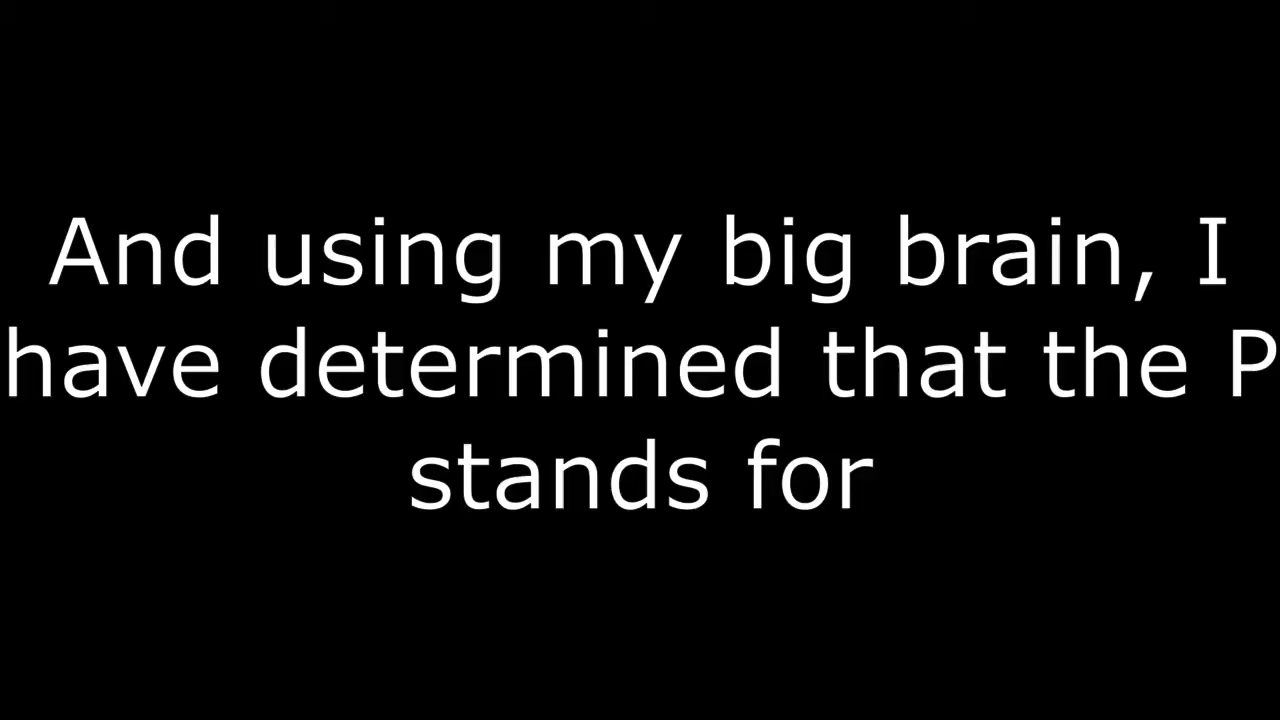 And using my big brain, I
have determined that the P
stands for